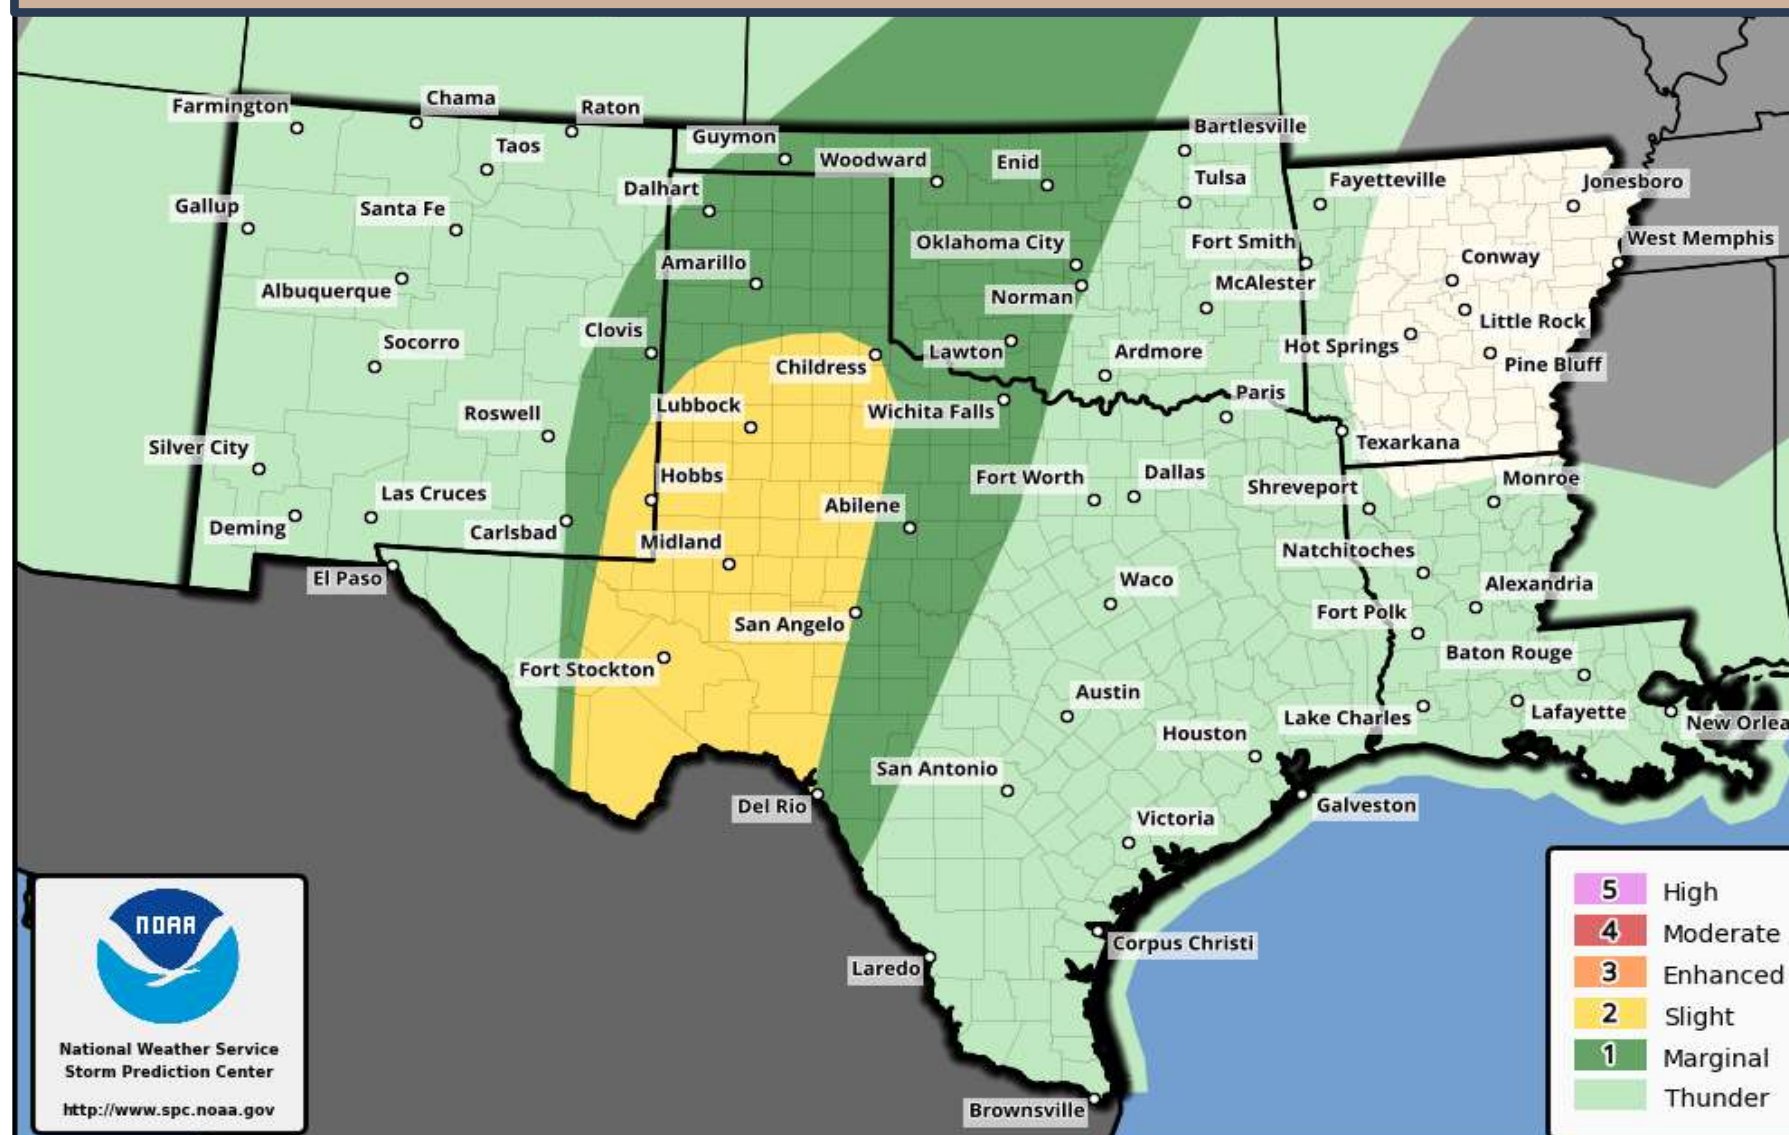 Farmington
Chama
Raton
Taos
Guymon
Woodward
Enid
Bartlesville
Tulsa
Fayetteville
Jonesboro
Dalhart
Gallup
Santa Fe
Oklahoma City
Fort Smith
West Memphis
Conway
Amarillo
McAlester
Albuquerque
Norman
Little Rock
Clovis
Socorro
Hot Springs
Lawton
Ardmore
Pine Bluff
Childress
Paris
Lubbock
Roswell
Wichita Falls
Texarkana
Silver City
Hobbs
Fort Worth
Dallas
Shreveport
Monroe
Las Cruces
Abilene
Deming
Carlsbad
Midland
Natchitoches
El Paso
Waco
Alexandria
Fort Polk
San Angelo
Baton Rouge
Fort Stockton
Austin
Lake Charles
Lafayette
New Orlea
Houston
San Antonio
Del Rio
Galveston
Victoria
Corpus Christi
Laredo
Brownsville
NOAA
National Weather Service
Storm Prediction Center
http://www.spc.noaa.gov
5 High
4 Moderate
3 Enhanced
2 Slight
1 Marginal
Thunder